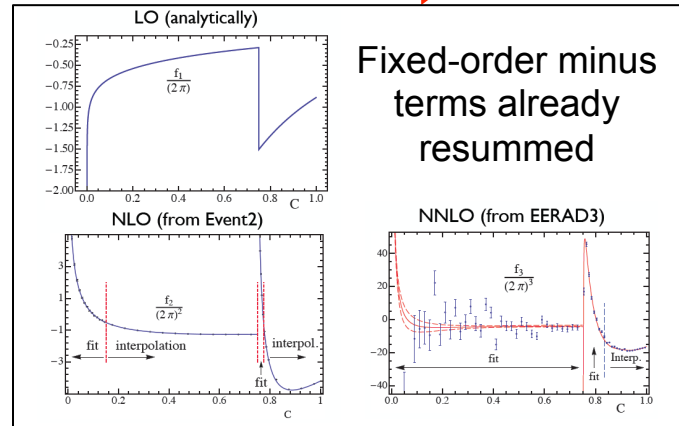 LO (analytically)
−0.25
−0.50
−0.75
−1.00
−1.25
−1.50
−1.75
−2.00
f₁
(2 π)
0.0 0.2 0.4 0.6 0.8 C 1.0
Fixed-order minus
terms already
resummed
NLO (from Event2)
3
1
−1
−3
f₂
(2 π)²
fit interpolation
interpol.
fit
0 0.2 0.4 0.6 0.8 1
C
NNLO (from EERAD3)
40
20
0
−20
−40
f₃
(2 π)³
fit
fit
Interp.
0.0 0.2 0.4 0.6 0.8 1.0
C